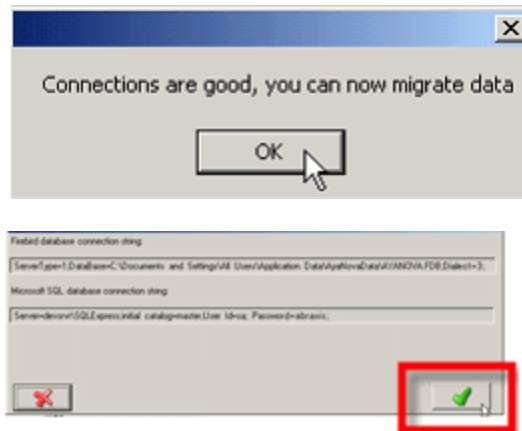 Connections are good, you can now migrate data
OK
Firebird database connection string:
ServerType=1;DataBase=C:\Documents and Settings\All Users\Application Data\AyaNovaData\AYANOVA.FDB;Dialect=3;
Microsoft SQL database connection string:
Server=devsvr\SQLExpress;initial catalog=master;User Id=sa; Password=abraxis;